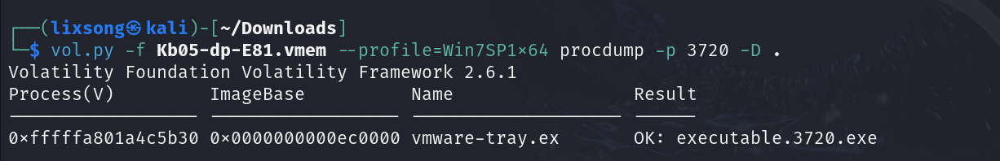 ┌──(lixsong㉿kali)-[~/Downloads]
└─$ vol.py -f Kb05-dp-E81.vmem --profile=Win7SP1x64 procdump -p 3720 -D .
Volatility Foundation Volatility Framework 2.6.1
Process(V)         ImageBase          Name                 Result
------------------ ------------------ -------------------- ------
0xfffffa801a4c5b30 0x0000000000ec0000 vmware-tray.ex       OK: executable.3720.exe